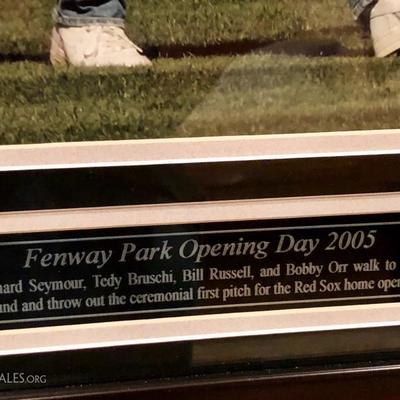 Fenway Park Opening Day 2005
hard Seymour, Tedy Bruschi, Bill Russell, and Bobby Orr walk to
und and throw out the ceremonial first pitch for the Red Sox home open
ALES.ORG